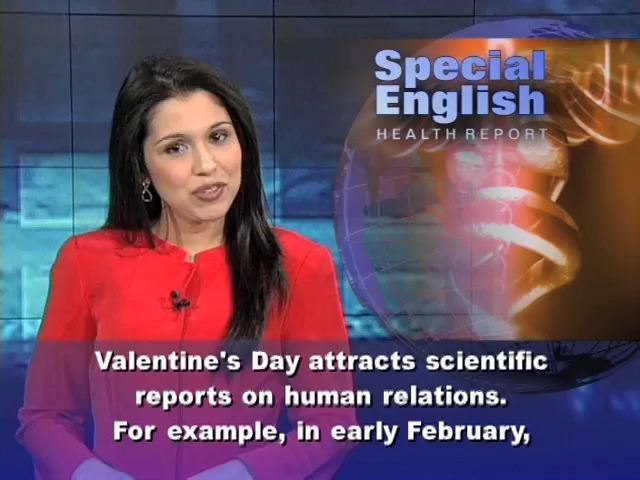 Special
English
HEALTH REPORT
Valentine's Day attracts scientific
reports on human relations.
For example, in early February,